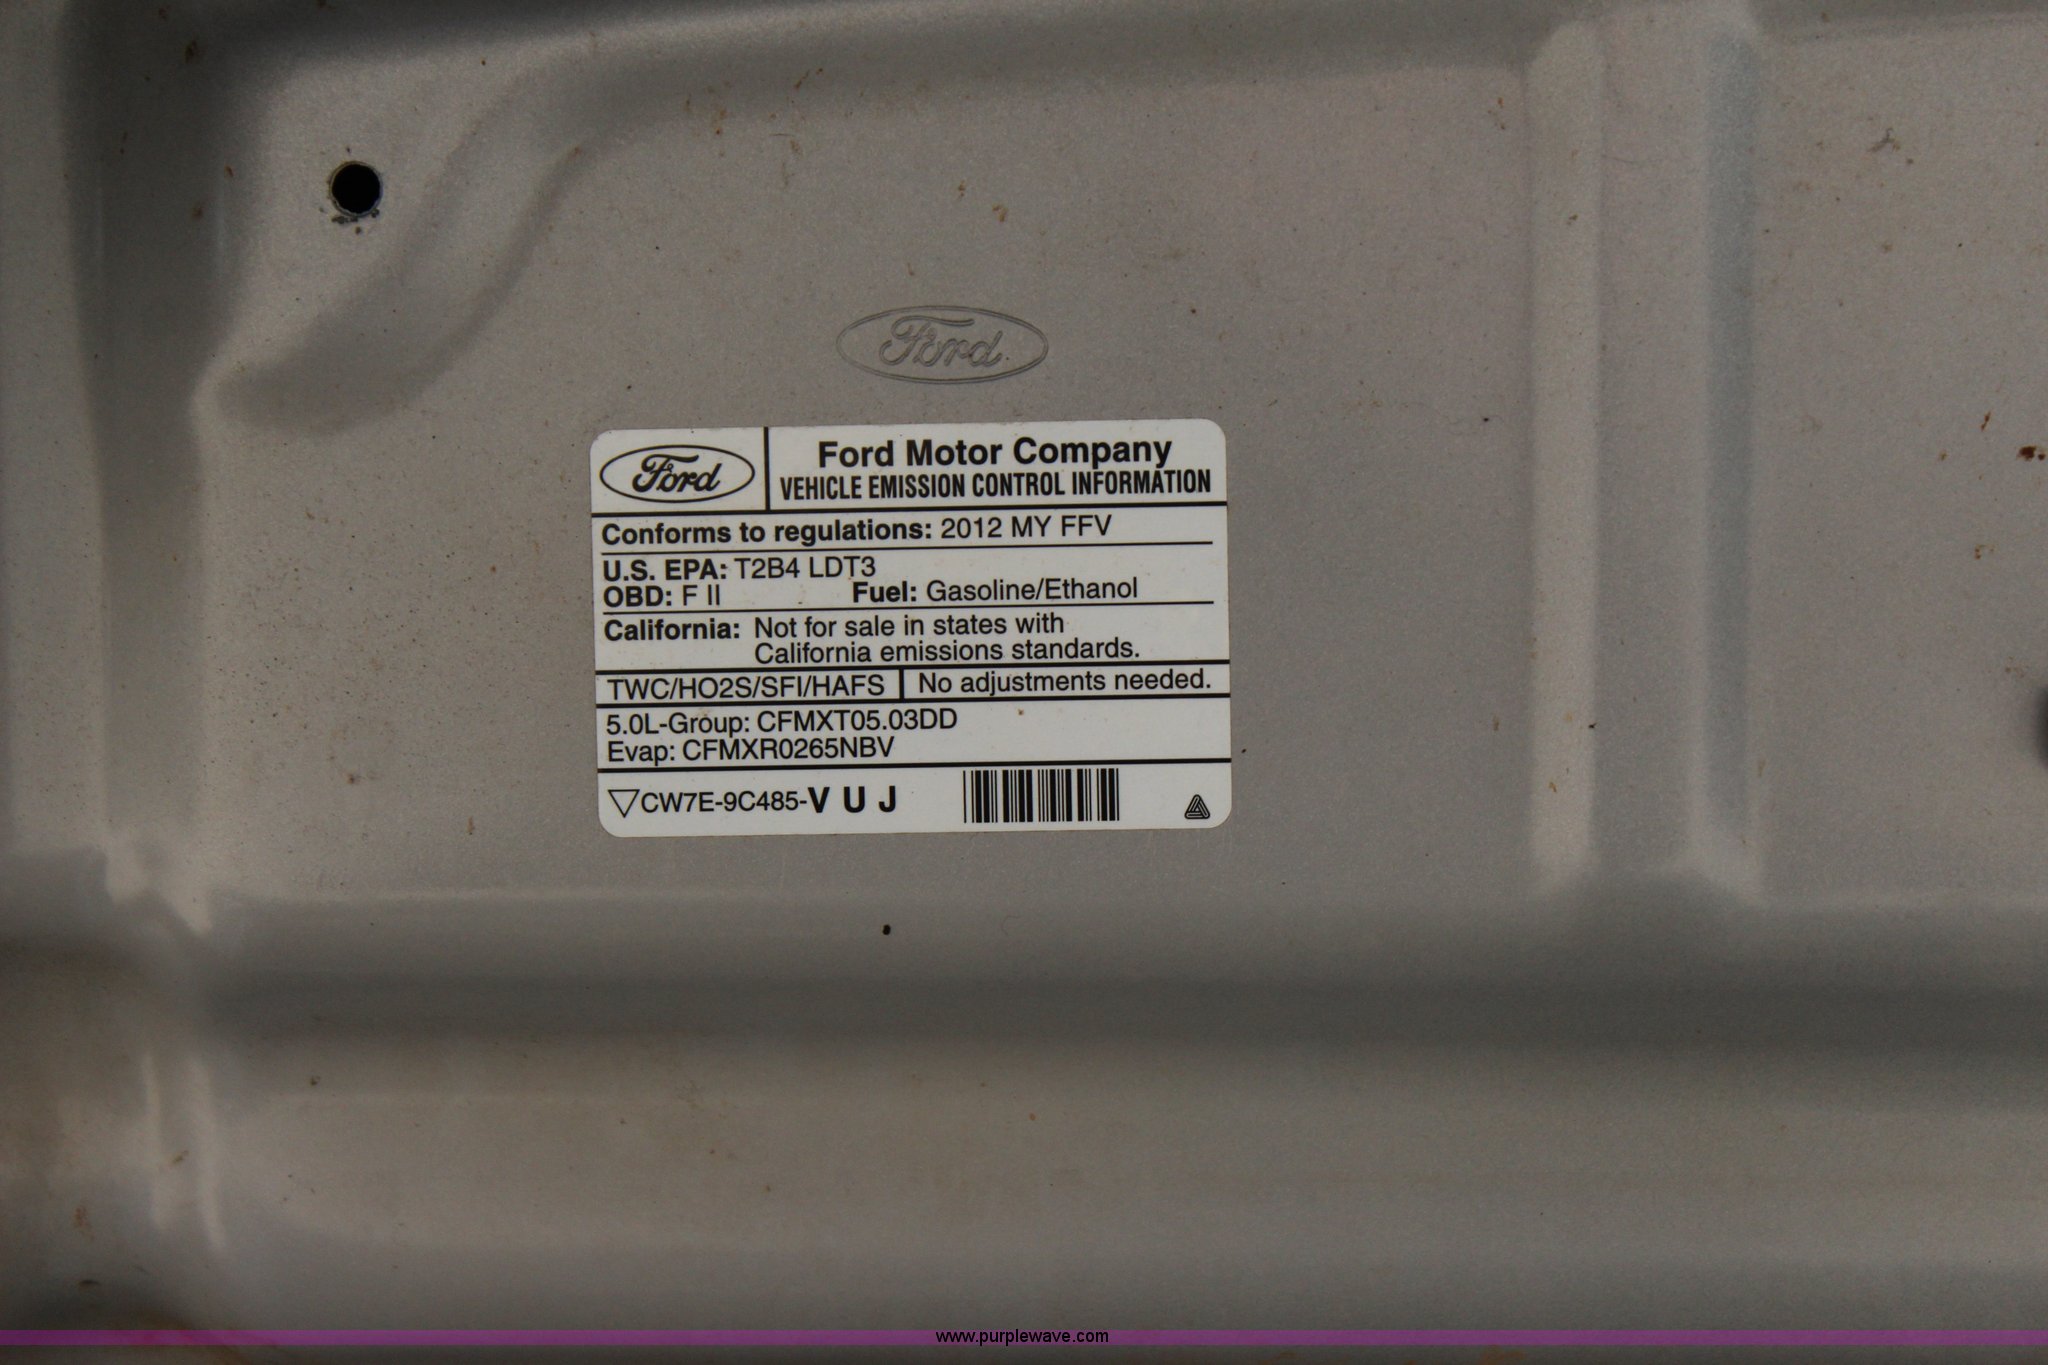 Ford
Ford
Ford Motor Company
VEHICLE EMISSION CONTROL INFORMATION
Conforms to regulations: 2012 MY FFV
U.S. EPA: T2B4 LDT3
OBD: F II Fuel: Gasoline/Ethanol
California: Not for sale in states with
California emissions standards.
TWC/HO2S/SFI/HAFS No adjustments needed.
5.0L-Group: CFMXT05.03DD
Evap: CFMXR0265NBV
CW7E-9C485-V U J
www.purplewave.com